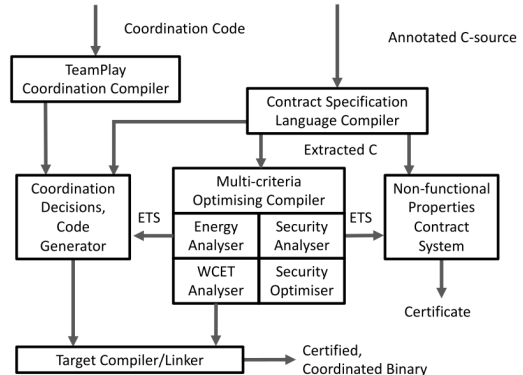 Coordination Code
Annotated C-source
TeamPlay
Coordination Compiler
Contract Specification
Language Compiler
Extracted C
Coordination
Decisions,
Code
Generator
ETS
Multi-criteria
Optimising Compiler
Energy
Analyser
Security
Analyser
WCET
Analyser
Security
Optimiser
ETS
Non-functional
Properties
Contract
System
Certificate
Target Compiler/Linker
Certified,
Coordinated Binary